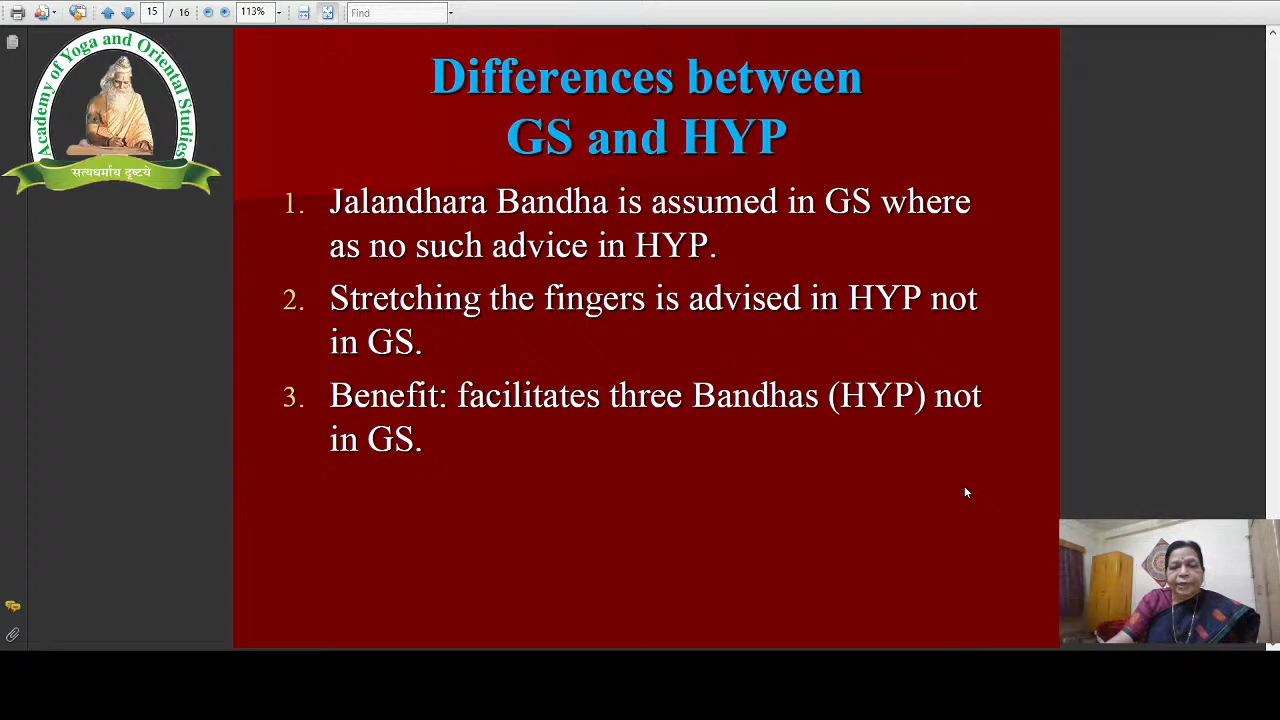 15 / 16 113% Find
Academy of Yoga and Oriental Studies
सत्यधर्माय दृष्टये
Differences between
GS and HYP
1. Jalandhara Bandha is assumed in GS where
as no such advice in HYP.
2. Stretching the fingers is advised in HYP not
in GS.
3. Benefit: facilitates three Bandhas (HYP) not
in GS.